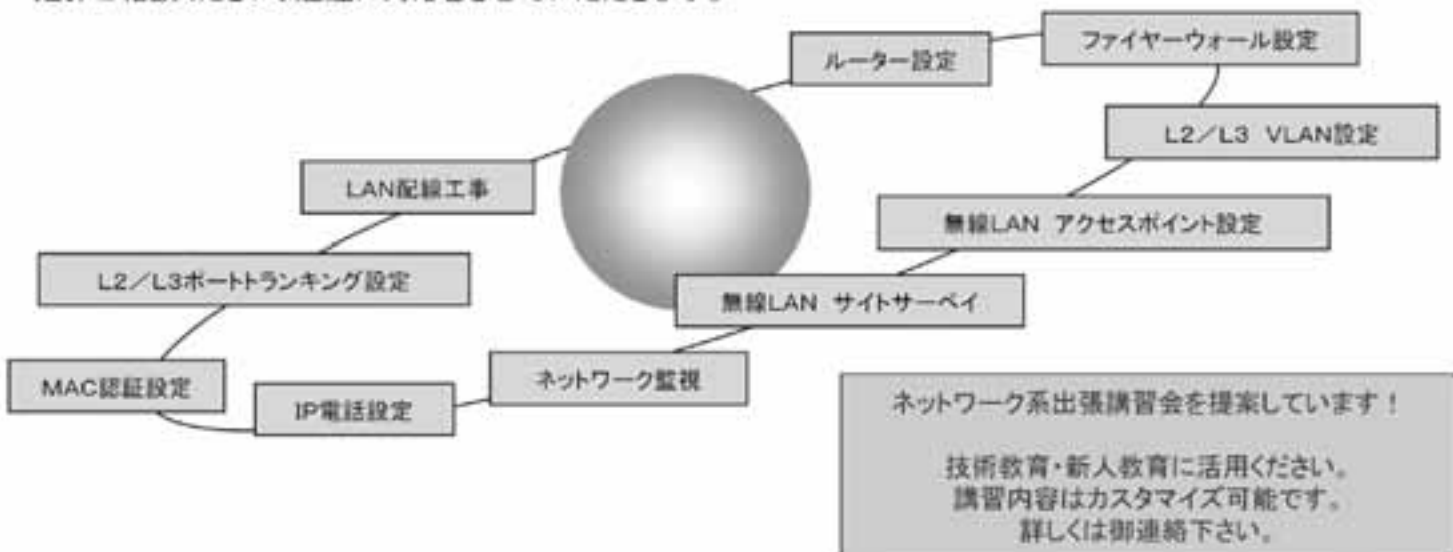 ルーター設定
ファイヤーウォール設定
L2／L3 VLAN設定
LAN配線工事
無線LAN アクセスポイント設定
L2／L3ポートトランキング設定
無線LAN サイトサーベイ
MAC認証設定
IP電話設定
ネットワーク監視
ネットワーク系出張講習会を提案しています！
技術教育・新人教育に活用ください。
講習内容はカスタマイズ可能です。
詳しくは御連絡下さい。